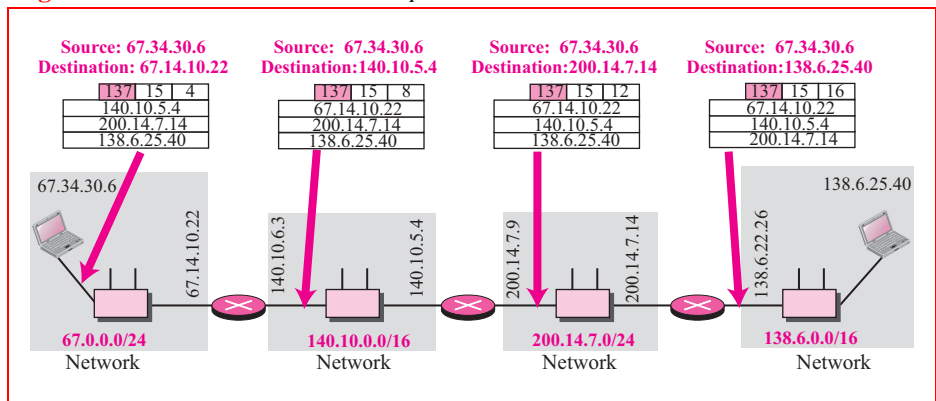 Source: 67.34.30.6
Destination: 67.14.10.22
137 15 4
140.10.5.4
200.14.7.14
138.6.25.40
Source: 67.34.30.6
Destination:140.10.5.4
137 15 8
67.14.10.22
200.14.7.14
138.6.25.40
Source: 67.34.30.6
Destination:200.14.7.14
137 15 12
67.14.10.22
140.10.5.4
138.6.25.40
Source: 67.34.30.6
Destination:138.6.25.40
137 15 16
67.14.10.22
140.10.5.4
200.14.7.14
67.34.30.6
67.14.10.22
140.10.6.3
140.10.5.4
200.14.7.9
200.14.7.14
138.6.22.26
138.6.25.40
67.0.0.0/24
Network
140.10.0.0/16
Network
200.14.7.0/24
Network
138.6.0.0/16
Network